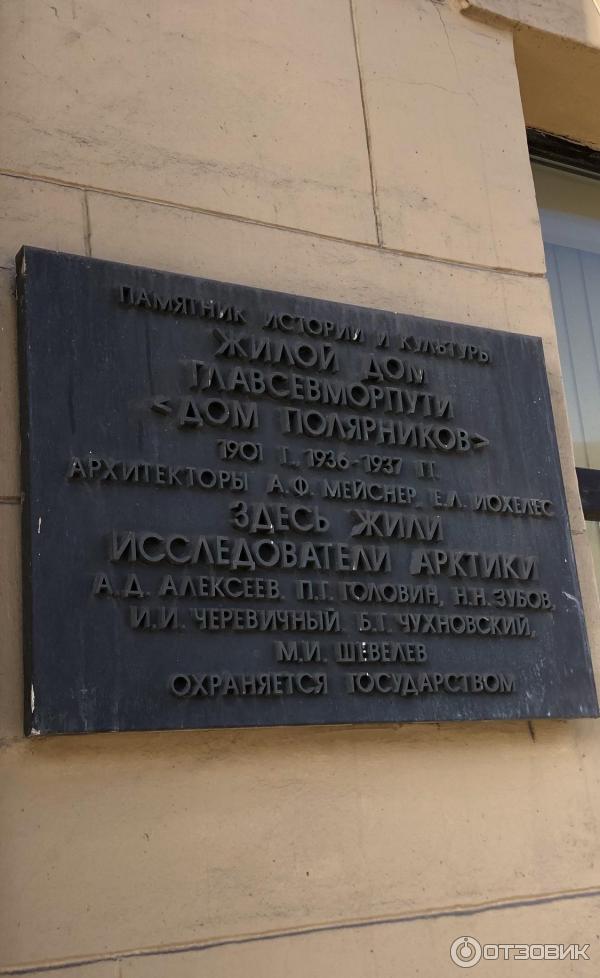 ПАМЯТНИК ИСТОРИИ И КУЛЬТУРЫ
ЖИЛОЙ ДОМ
ГЛАВСЕВМОРПУТИ
<ДОМ ПОЛЯРНИКОВ>
1901 Г., 1936-1937 ГГ.
АРХИТЕКТОРЫ А.Ф. МЕЙСНЕР, Е.Л. ИОХЕЛЕС
ЗДЕСЬ ЖИЛИ
ИССЛЕДОВАТЕЛИ АРКТИКИ
А.Д. АЛЕКСЕЕВ, П.Г. ГОЛОВИН, Н.Н. ЗУБОВ,
И.И. ЧЕРЕВИЧНЫЙ, Б.Г. ЧУХНОВСКИЙ,
М.И. ШЕВЕЛЕВ
ОХРАНЯЕТСЯ ГОСУДАРСТВОМ
ОТЗОВИК